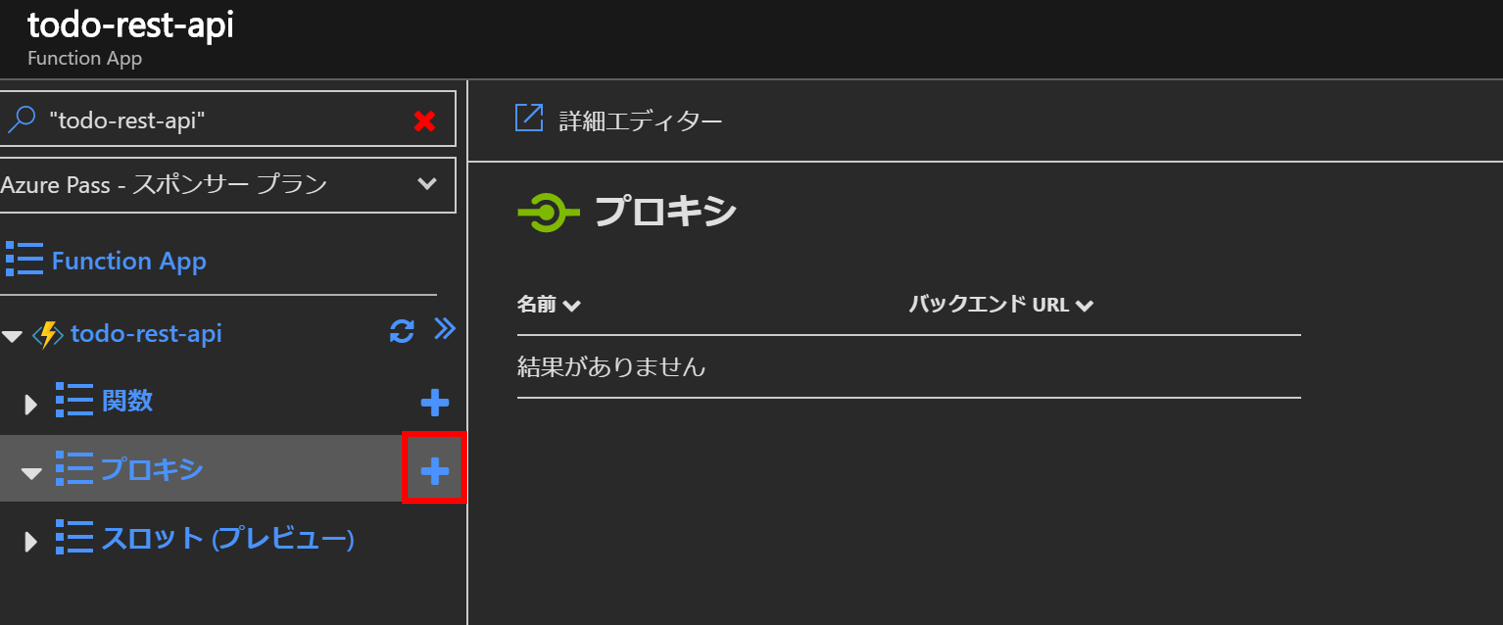 todo-rest-api
Function App
"todo-rest-api"
Azure Pass - スポンサー プラン
Function App
todo-rest-api
関数
プロキシ
スロット (プレビュー)
詳細エディター
プロキシ
名前 バックエンド URL
結果がありません